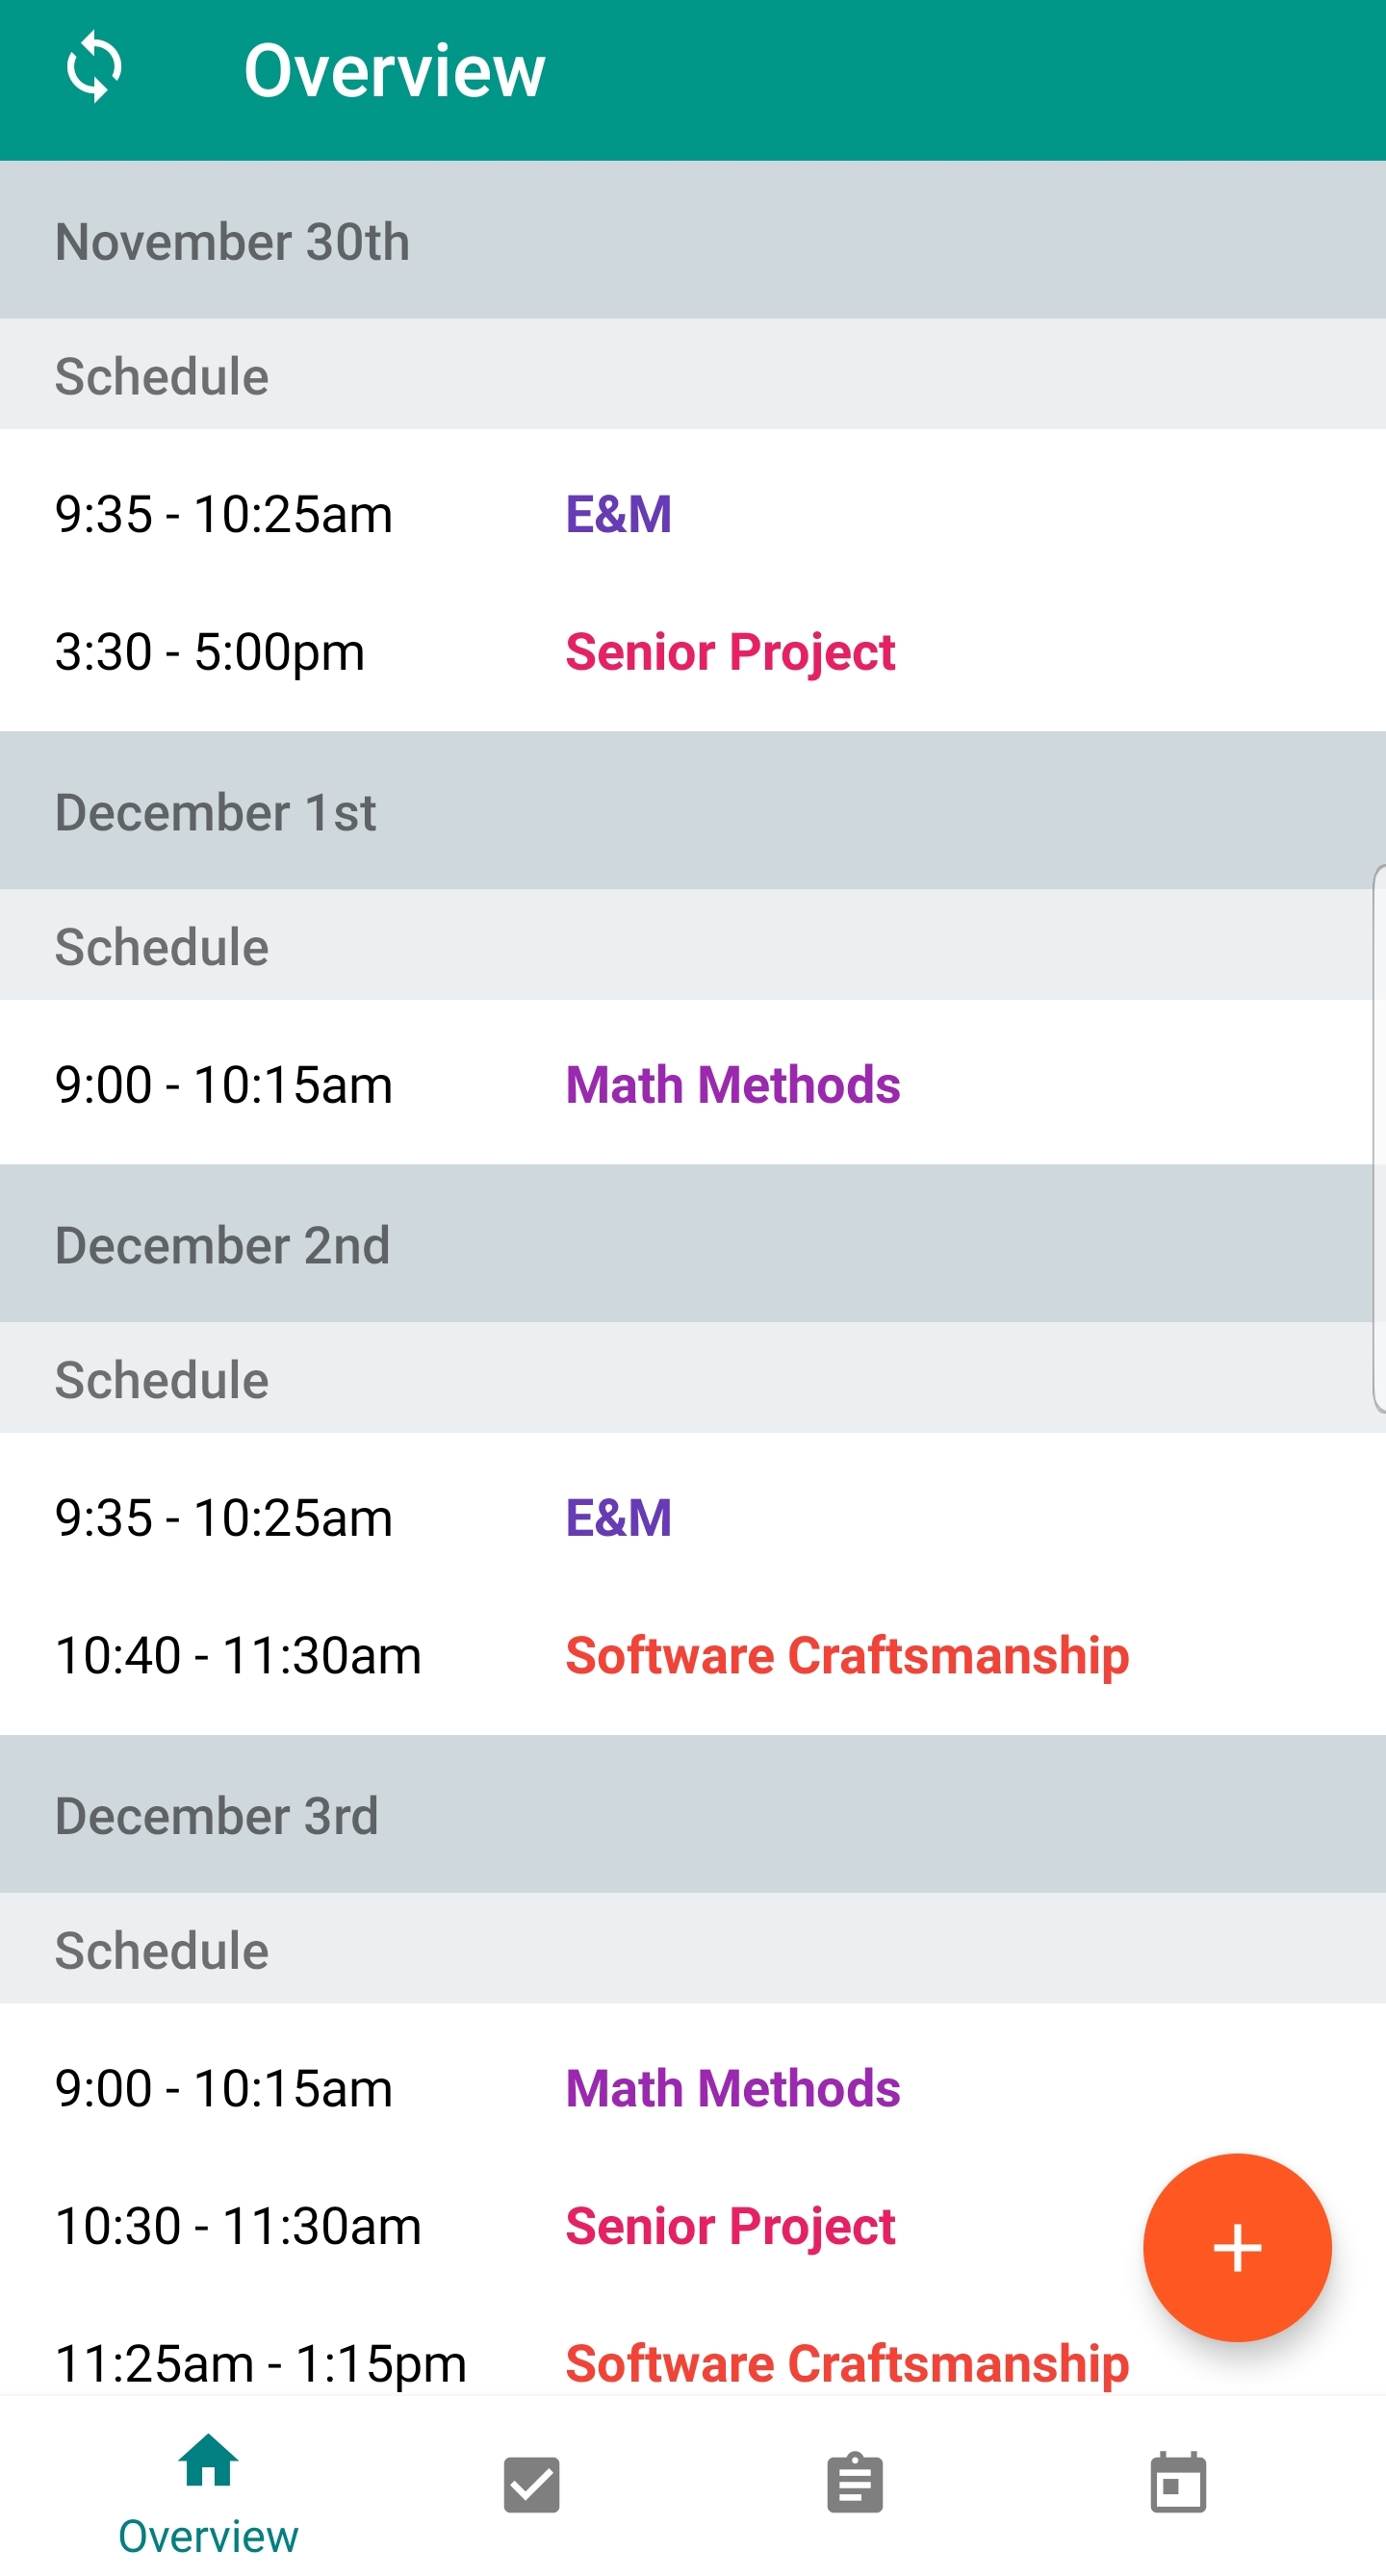 Overview
November 30th
Schedule
9:35 - 10:25am E&M
3:30 - 5:00pm Senior Project
December 1st
Schedule
9:00 - 10:15am Math Methods
December 2nd
Schedule
9:35 - 10:25am E&M
10:40 - 11:30am Software Craftsmanship
December 3rd
Schedule
9:00 - 10:15am Math Methods
10:30 - 11:30am Senior Project
11:25am - 1:15pm Software Craftsmanship
Overview